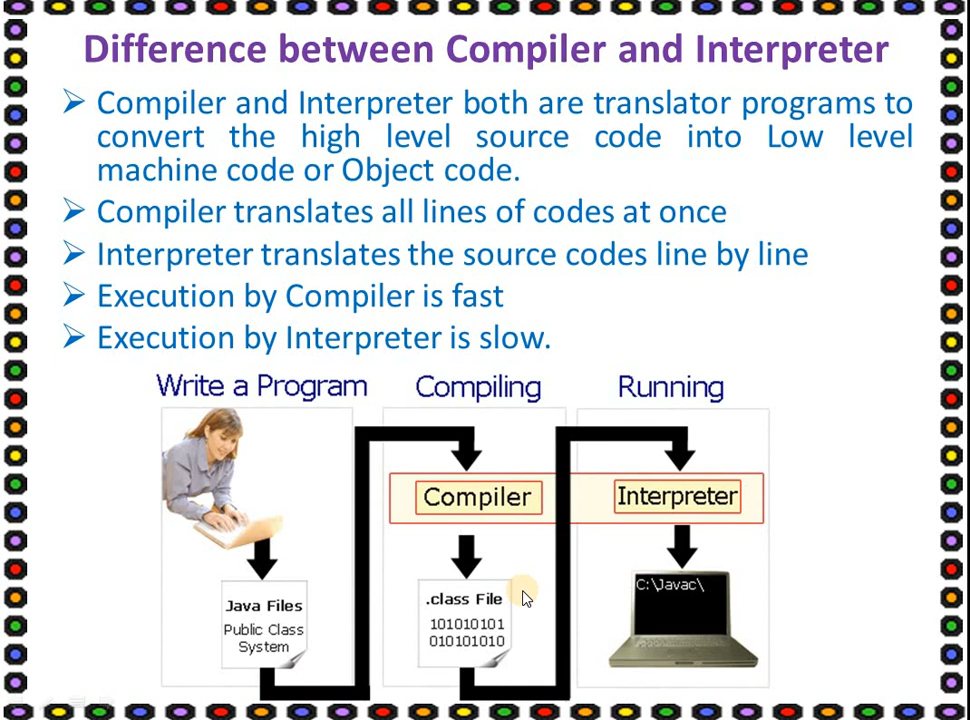 Difference between Compiler and Interpreter
➢ Compiler and Interpreter both are translator programs to
convert the high level source code into Low level
machine code or Object code.
➢ Compiler translates all lines of codes at once
➢ Interpreter translates the source codes line by line
➢ Execution by Compiler is fast
➢ Execution by Interpreter is slow.
Write a Program
Compiling
Running
Compiler
Interpreter
Java Files
Public Class
System
.class File
101010101
010101010
C:\Javac\